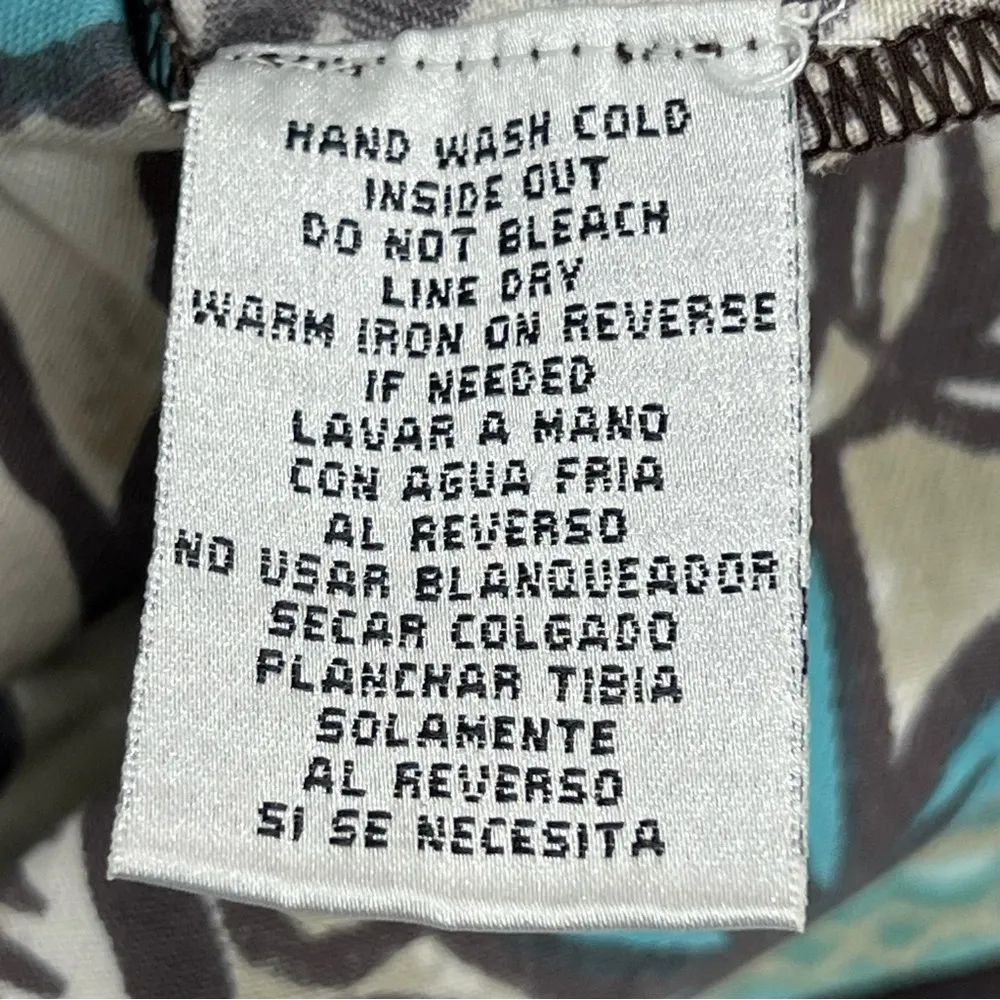 HAND WASH COLD
INSIDE OUT
DO NOT BLEACH
LINE DRY
WARM IRON ON REVERSE
IF NEEDED
LAVAR A MANO
CON AGUA FRIA
AL REVERSO
NO USAR BLANQUEADOR
SECAR COLGADO
PLANCHAR TIBIA
SOLAMENTE
AL REVERSO
SI SE NECESITA